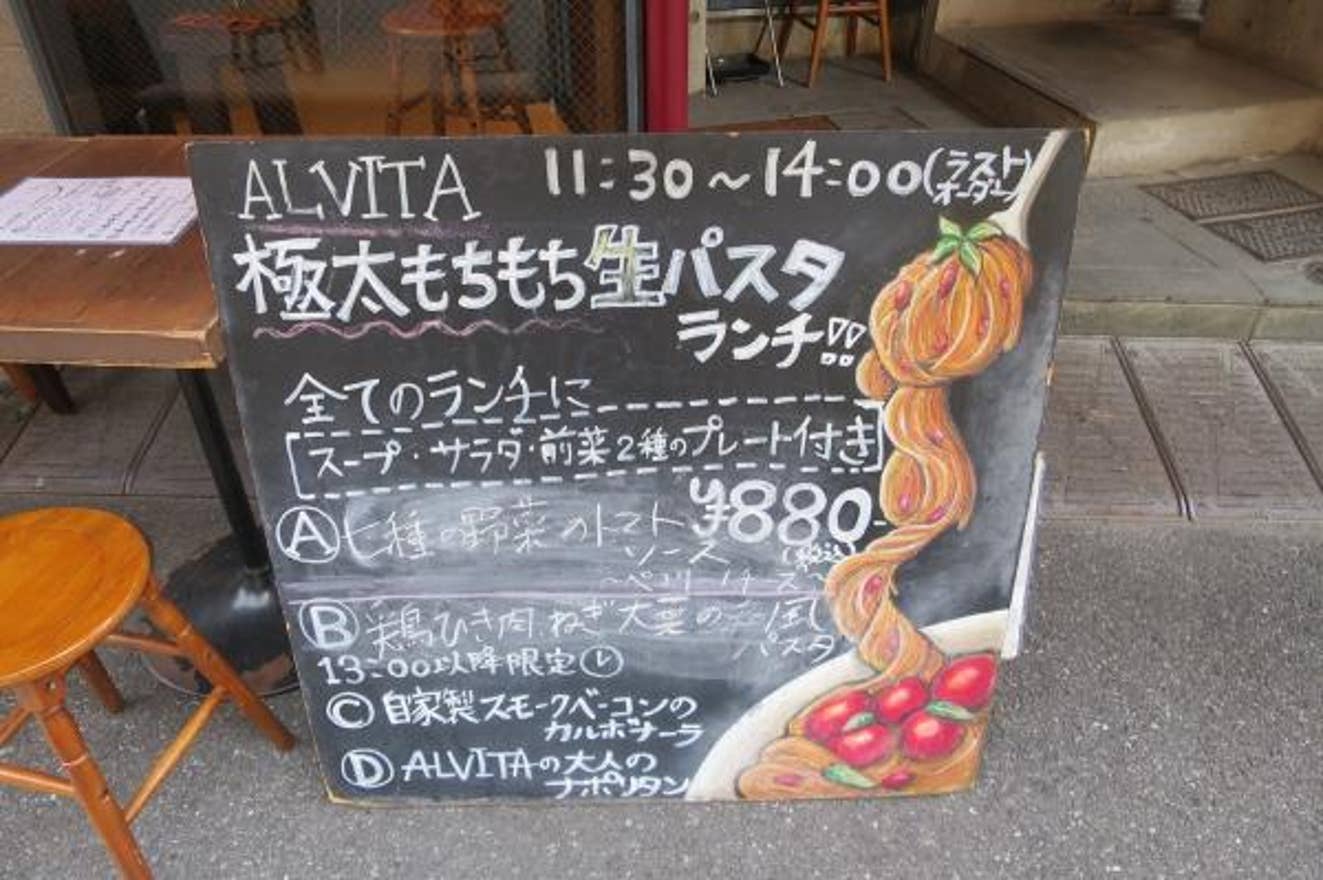 ALVITA 11:30~14:00(ラストオーダー)
極太もちもち生パスタ
ランチ!!
全てのランチに
スープ・サラダ・前菜2種のプレート付き
¥880-
(税込)
Ⓐ七種の野菜のトマト
ソース
Ⓑ鶏ひき肉、ねぎ大葉の
パスタ
13:00以降限定
Ⓒ自家製スモークベーコンの
カルボナーラ
ⒹALVITAの大人の
ナポリタン